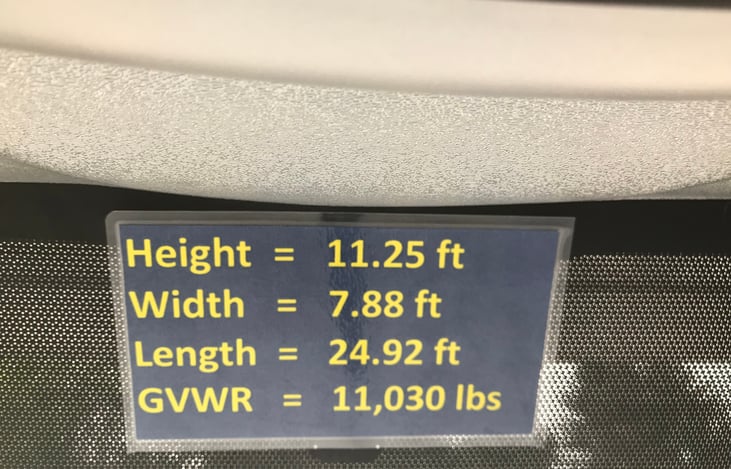 Height = 11.25 ft
Width = 7.88 ft
Length = 24.92 ft
GVWR = 11,030 lbs